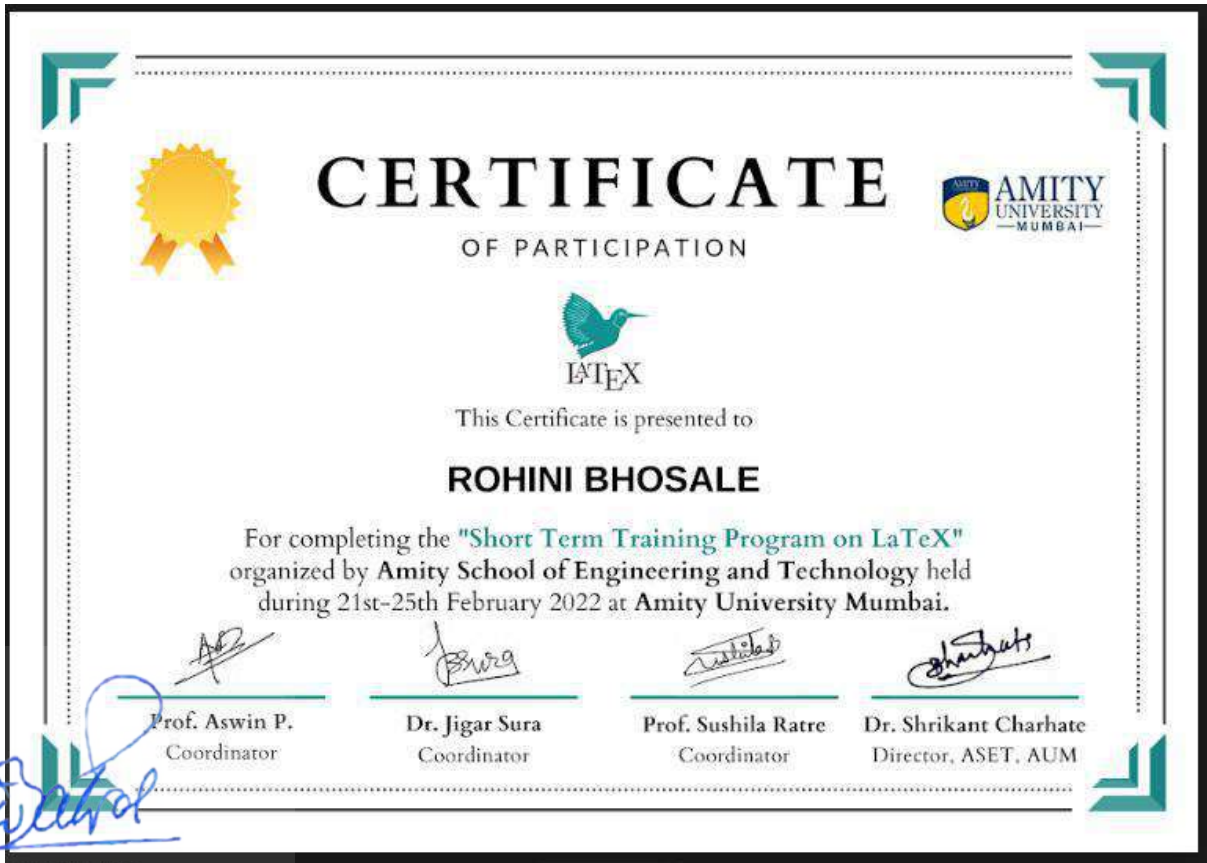 CERTIFICATE
OF PARTICIPATION
AMITY
AMITY
UNIVERSITY
MUMBAI
LATEX
This Certificate is presented to
ROHINI BHOSALE
For completing the "Short Term Training Program on LaTeX"
organized by Amity School of Engineering and Technology held
during 21st-25th February 2022 at Amity University Mumbai.
Prof. Aswin P.
Coordinator
Dr. Jigar Sura
Coordinator
Prof. Sushila Ratre
Coordinator
Dr. Shrikant Charhate
Director, ASET, AUM